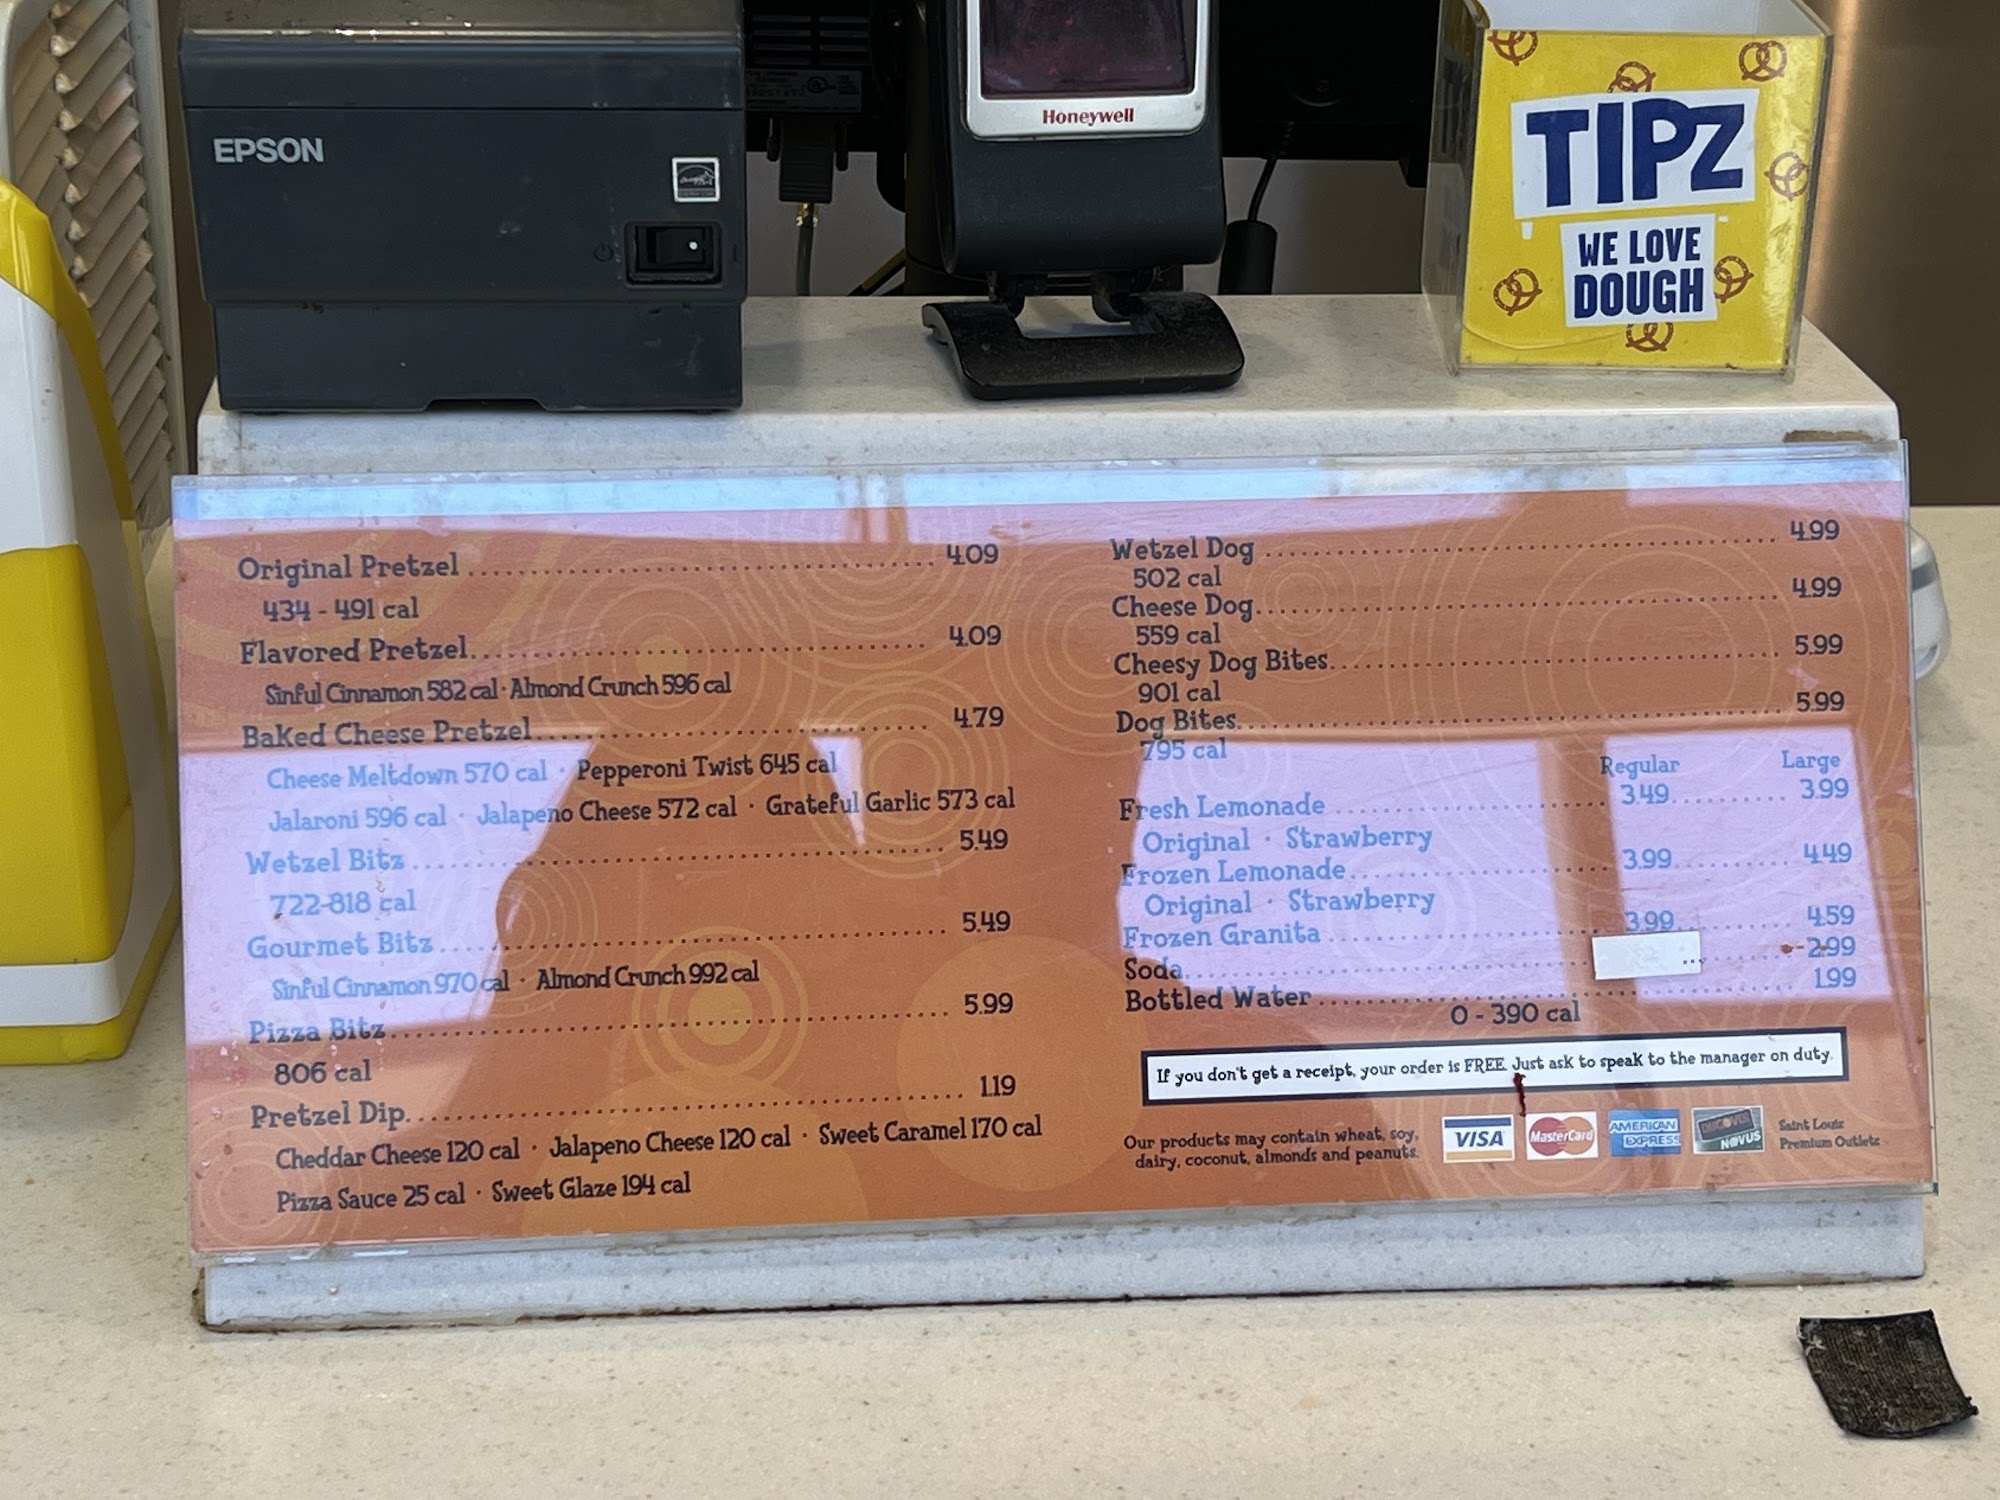 EPSON
Honeywell
TIPZ
WE LOVE
DOUGH
Original Pretzel .......... 4.09
434 - 491 cal
Flavored Pretzel .......... 4.09
Sinful Cinnamon 582 cal · Almond Crunch 596 cal
Baked Cheese Pretzel .......... 4.79
Cheese Meltdown 570 cal · Pepperoni Twist 645 cal
Jalaroni 596 cal · Jalapeno Cheese 572 cal · Grateful Garlic 573 cal
Wetzel Bitz .......... 5.49
722-818 cal
Gourmet Bitz .......... 5.49
Sinful Cinnamon 970 cal · Almond Crunch 992 cal
Pizza Bitz .......... 5.99
806 cal
Pretzel Dip .......... 1.19
Cheddar Cheese 120 cal · Jalapeno Cheese 120 cal · Sweet Caramel 170 cal
Pizza Sauce 25 cal · Sweet Glaze 194 cal
Wetzel Dog .......... 4.99
502 cal
Cheese Dog .......... 4.99
559 cal
Cheesy Dog Bites .......... 5.99
901 cal
Dog Bites .......... 5.99
795 cal
Regular Large
Fresh Lemonade .......... 3.49 .......... 3.99
Original · Strawberry
Frozen Lemonade .......... 3.99 .......... 4.49
Original · Strawberry
Frozen Granita .......... 3.99 .......... 4.59
Soda .......... 2.99
Bottled Water .......... 1.99
0 - 390 cal
If you don't get a receipt, your order is FREE. Just ask to speak to the manager on duty.
Our products may contain wheat, soy,
dairy, coconut, almonds and peanuts.
VISA
MasterCard
AMERICAN
EXPRESS
DISCOVER
NOVUS
Saint Louis
Premium Outlets